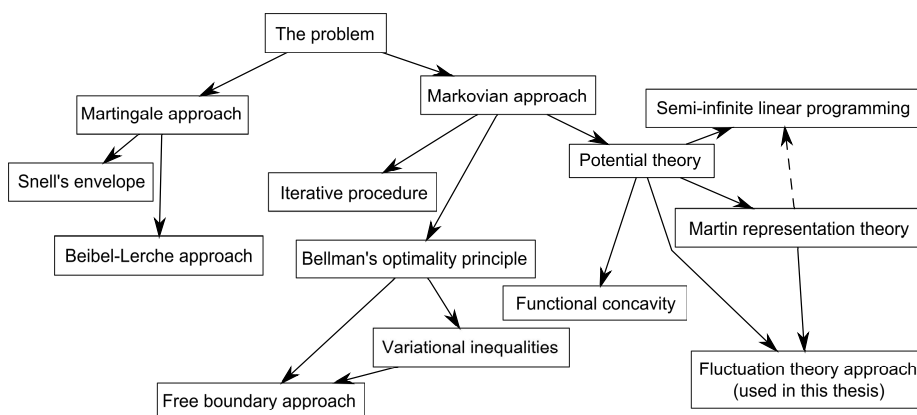 The problem
Martingale approach
Markovian approach
Semi-infinite linear programming
Snell's envelope
Iterative procedure
Potential theory
Beibel-Lerche approach
Bellman's optimality principle
Martin representation theory
Functional concavity
Variational inequalities
Free boundary approach
Fluctuation theory approach
(used in this thesis)